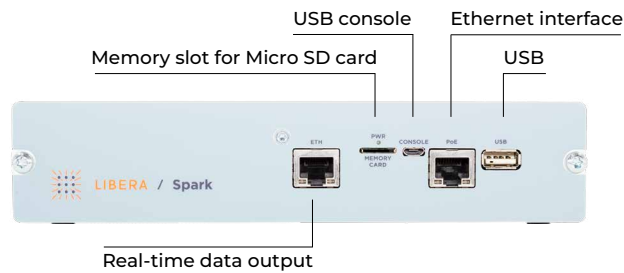 USB console
Ethernet interface
Memory slot for Micro SD card
USB
ETH
PWR
CONSOLE
PoE
USB
MEMORY
CARD
LIBERA / Spark
Real-time data output